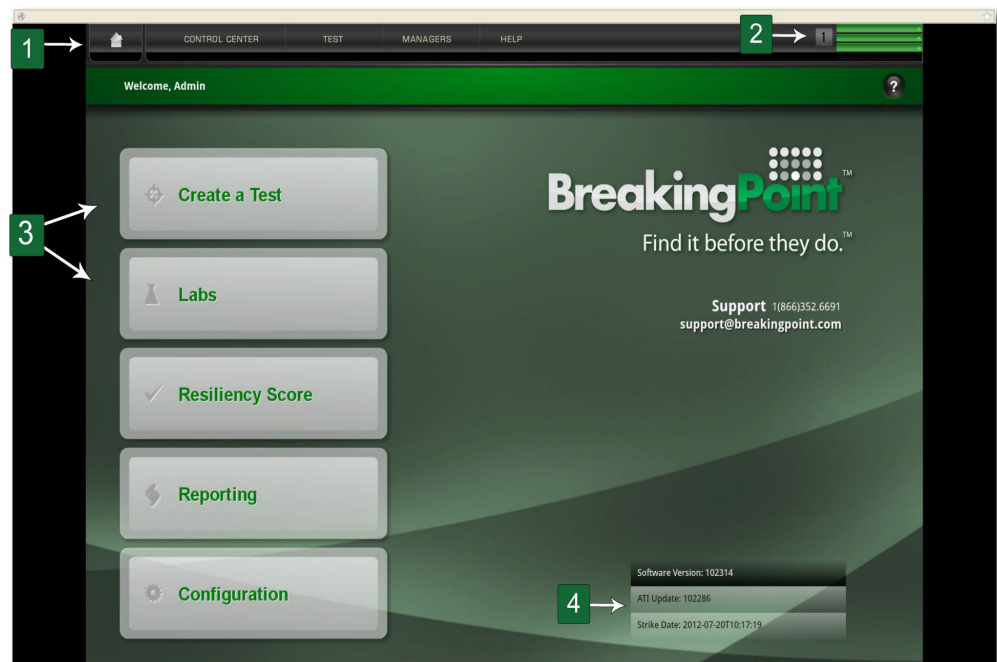 1
CONTROL CENTER TEST MANAGERS HELP
2
1
Welcome, Admin
?
3
Create a Test
Labs
Resiliency Score
Reporting
Configuration
BreakingPoint™
Find it before they do.™
Support 1(866)352.6691
support@breakingpoint.com
4
Software Version: 102314
ATI Update: 102286
Strike Date: 2012-07-20T10:17:19